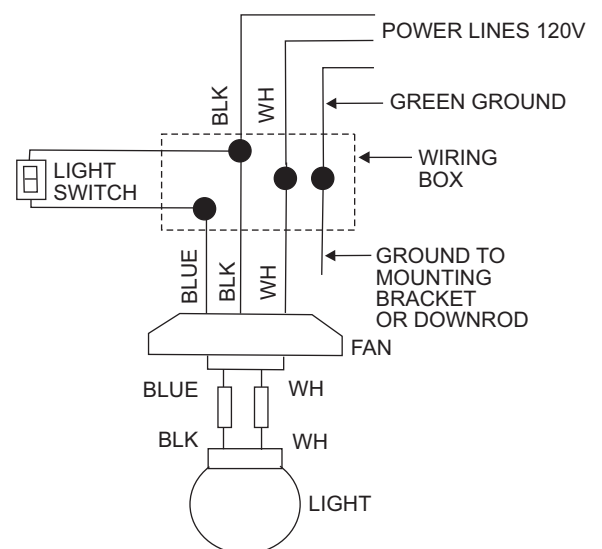 POWER LINES 120V
BLK
WH
GREEN GROUND
WIRING
BOX
LIGHT
SWITCH
BLUE
BLK
WH
GROUND TO
MOUNTING
BRACKET
OR DOWNROD
FAN
BLUE
WH
BLK
WH
LIGHT